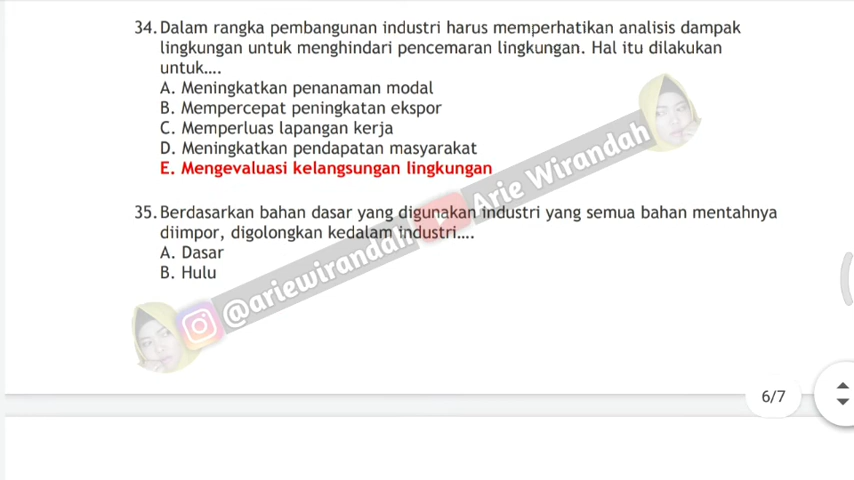 34. Dalam rangka pembangunan industri harus memperhatikan analisis dampak
lingkungan untuk menghindari pencemaran lingkungan. Hal itu dilakukan
untuk....
A. Meningkatkan penanaman modal
B. Mempercepat peningkatan ekspor
C. Memperluas lapangan kerja
D. Meningkatkan pendapatan masyarakat
E. Mengevaluasi kelangsungan lingkungan
35. Berdasarkan bahan dasar yang digunakan industri yang semua bahan mentahnya
diimpor, digolongkan kedalam industri....
A. Dasar
B. Hulu
@ariewirandah
Arie Wirandah
6/7